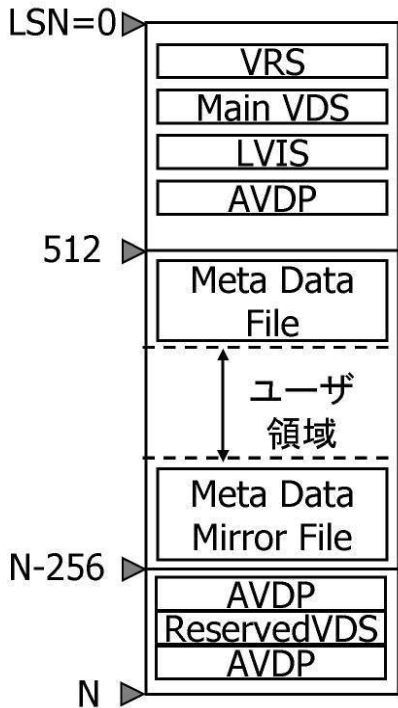 LSN=0
VRS
Main VDS
LVIS
AVDP
512
Meta Data
File
ユーザ
領域
Meta Data
Mirror File
N-256
AVDP
ReservedVDS
AVDP
N